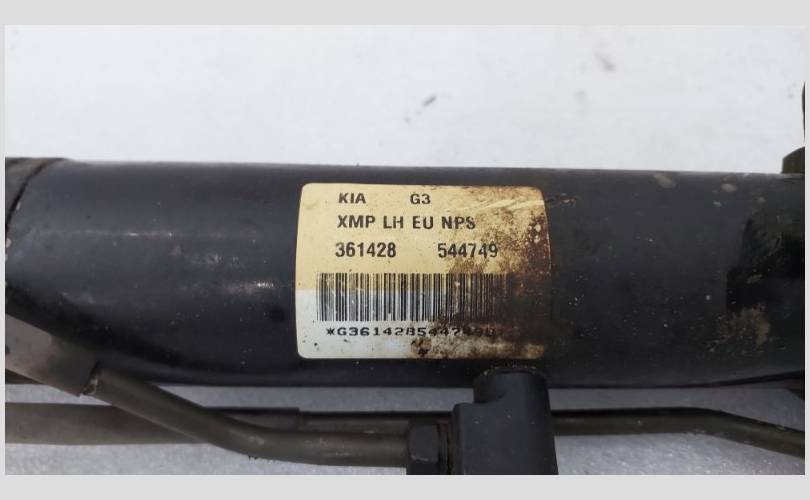 KIA G3
XMP LH EU NPS
361428 544749